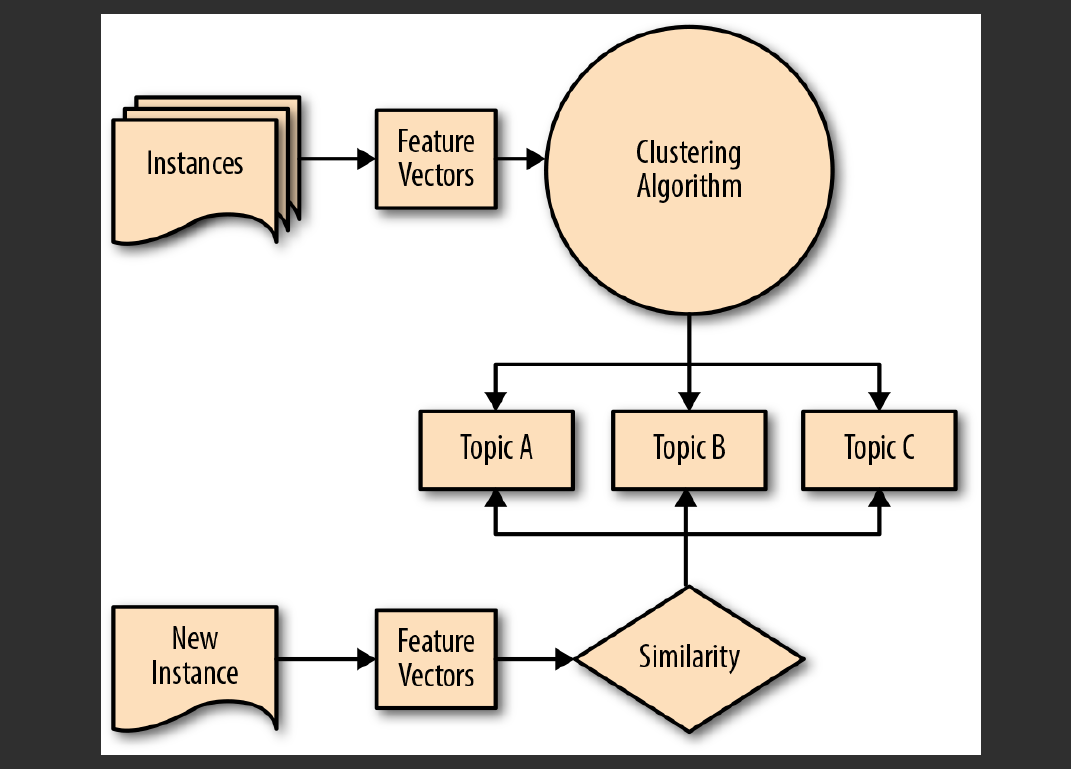 Instances
Feature
Vectors
Clustering
Algorithm
Topic A
Topic B
Topic C
New
Instance
Feature
Vectors
Similarity